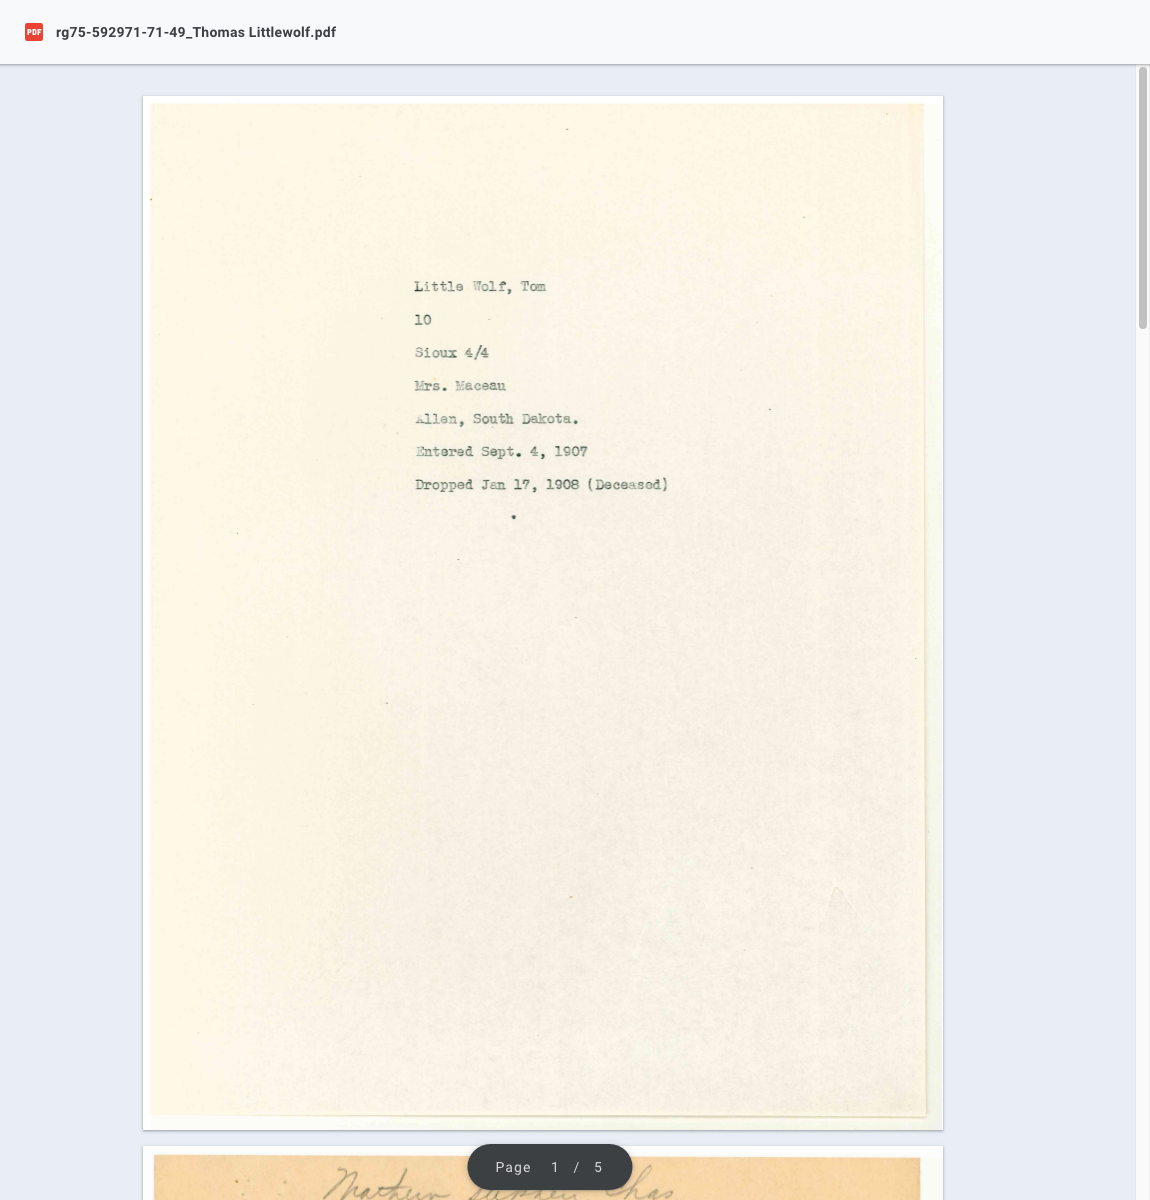 PDF rg75-592971-71-49_Thomas Littlewolf.pdf
Little Wolf, Tom
10
Sioux 4/4
Mrs. Maceau
Allen, South Dakota.
Entered Sept. 4, 1907
Dropped Jan 17, 1908 (Deceased)
Page 1 / 5